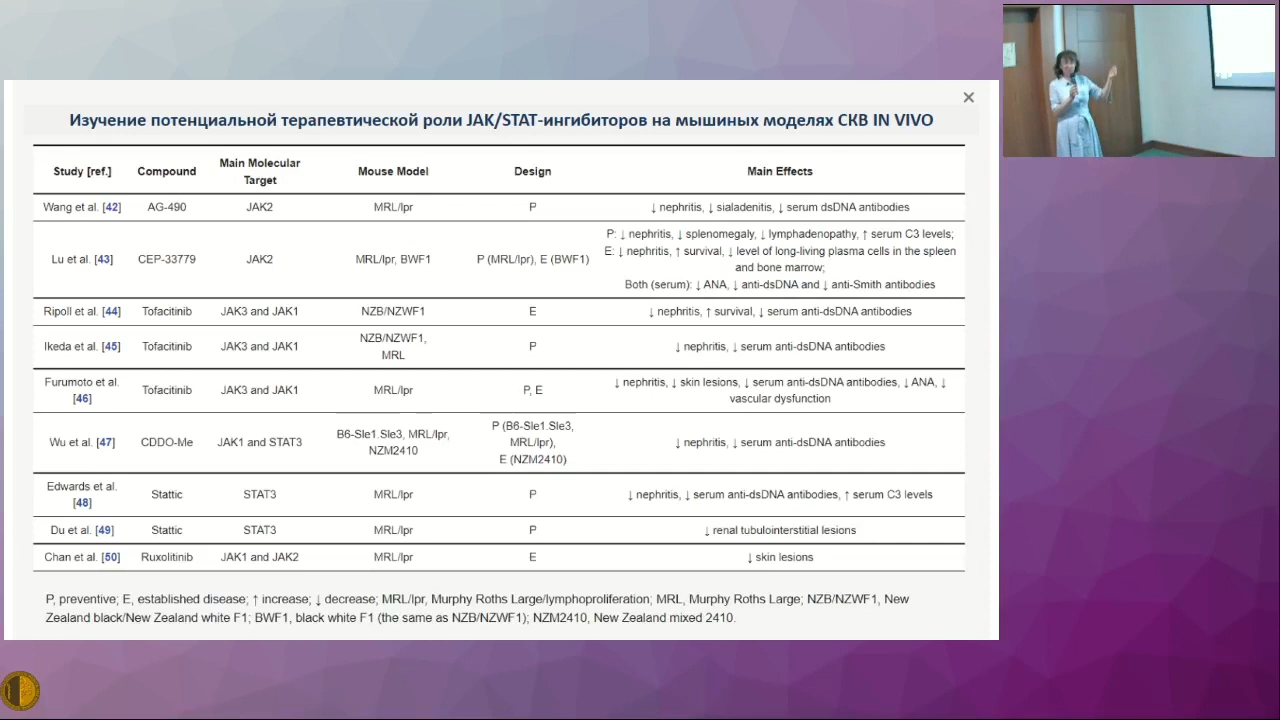 ×
Изучение потенциальной терапевтической роли JAK/STAT-ингибиторов на мышиных моделях СКВ IN VIVO
Study [ref.] Compound Main Molecular Target Mouse Model Design Main Effects
Wang et al. [42] AG-490 JAK2 MRL/lpr P ↓ nephritis, ↓ sialadenitis, ↓ serum dsDNA antibodies
Lu et al. [43] CEP-33779 JAK2 MRL/lpr, BWF1 P (MRL/lpr), E (BWF1) P: ↓ nephritis, ↓ splenomegaly, ↓ lymphadenopathy, ↑ serum C3 levels;
E: ↓ nephritis, ↑ survival, ↓ level of long-living plasma cells in the spleen
and bone marrow;
Both (serum): ↓ ANA, ↓ anti-dsDNA and ↓ anti-Smith antibodies
Ripoll et al. [44] Tofacitinib JAK3 and JAK1 NZB/NZWF1 E ↓ nephritis, ↑ survival, ↓ serum anti-dsDNA antibodies
Ikeda et al. [45] Tofacitinib JAK3 and JAK1 NZB/NZWF1, MRL P ↓ nephritis, ↓ serum anti-dsDNA antibodies
Furumoto et al. [46] Tofacitinib JAK3 and JAK1 MRL/lpr P, E ↓ nephritis, ↓ skin lesions, ↓ serum anti-dsDNA antibodies, ↓ ANA, ↓
vascular dysfunction
Wu et al. [47] CDDO-Me JAK1 and STAT3 B6-Sle1.Sle3, MRL/lpr, NZM2410 P (B6-Sle1.Sle3, MRL/lpr), E (NZM2410) ↓ nephritis, ↓ serum anti-dsDNA antibodies
Edwards et al. [48] Stattic STAT3 MRL/lpr P ↓ nephritis, ↓ serum anti-dsDNA antibodies, ↑ serum C3 levels
Du et al. [49] Stattic STAT3 MRL/lpr P ↓ renal tubulointerstitial lesions
Chan et al. [50] Ruxolitinib JAK1 and JAK2 MRL/lpr E ↓ skin lesions
P, preventive; E, established disease; ↑ increase; ↓ decrease; MRL/lpr, Murphy Roths Large/lymphoproliferation; MRL, Murphy Roths Large; NZB/NZWF1, New
Zealand black/New Zealand white F1; BWF1, black white F1 (the same as NZB/NZWF1); NZM2410, New Zealand mixed 2410.